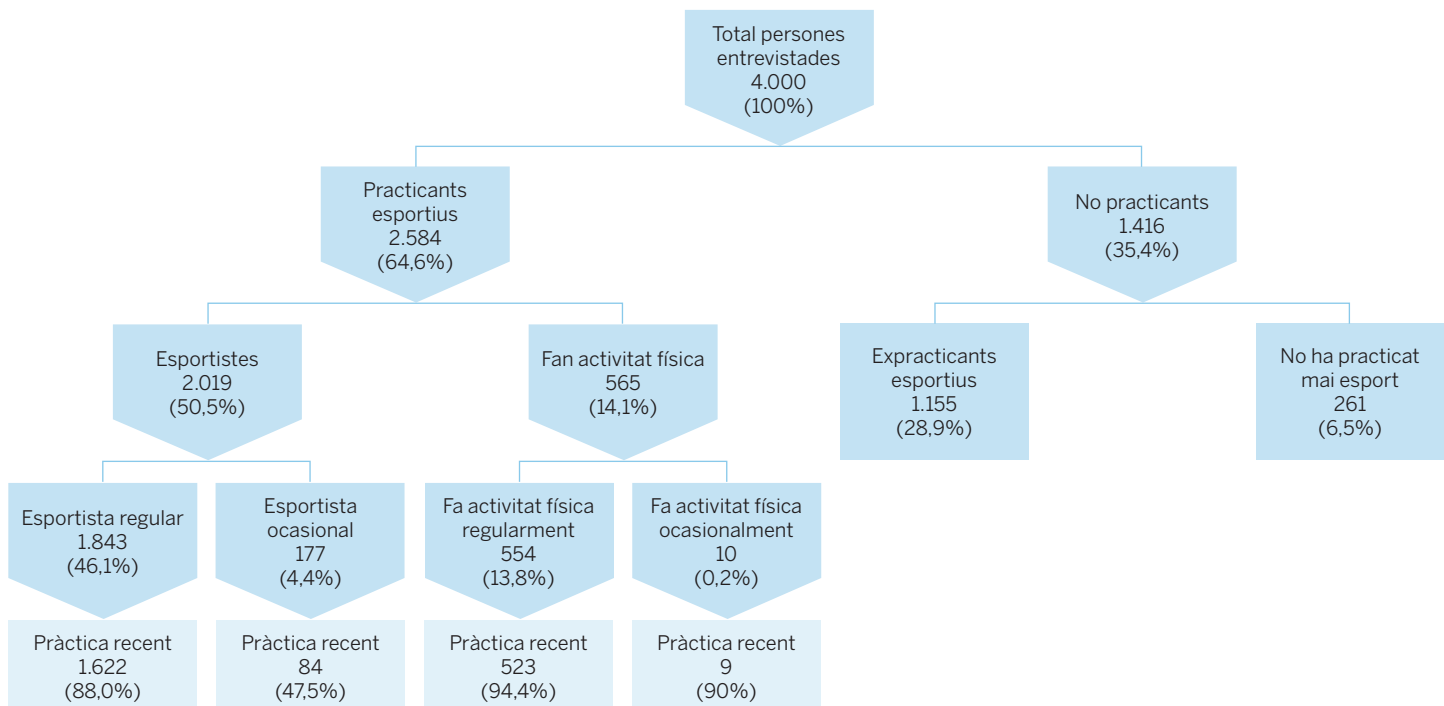 Total persones
entrevistades
4.000
(100%)
Practicants
esportius
2.584
(64,6%)
No practicants
1.416
(35,4%)
Esportistes
2.019
(50,5%)
Fan activitat física
565
(14,1%)
Expracticants
esportius
1.155
(28,9%)
No ha practicat
mai esport
261
(6,5%)
Esportista regular
1.843
(46,1%)
Esportista
ocasional
177
(4,4%)
Fa activitat física
regularment
554
(13,8%)
Fa activitat física
ocasionalment
10
(0,2%)
Pràctica recent
1.622
(88,0%)
Pràctica recent
84
(47,5%)
Pràctica recent
523
(94,4%)
Pràctica recent
9
(90%)